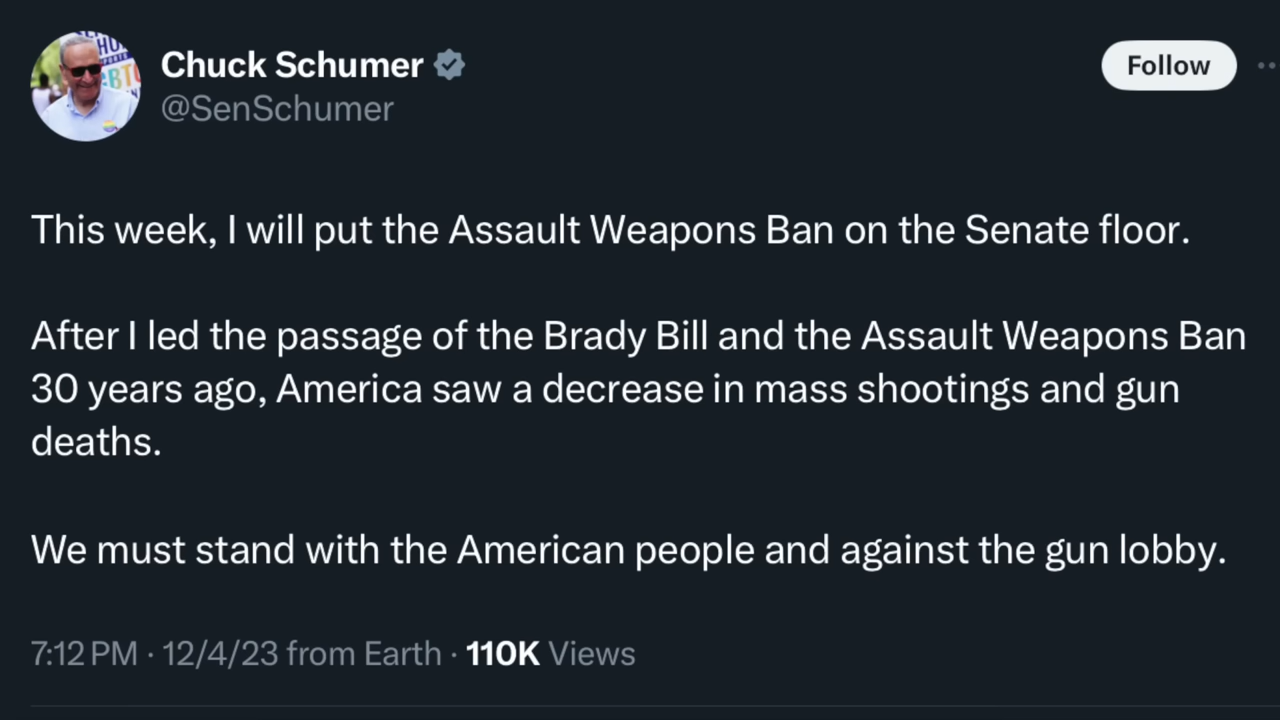 Chuck Schumer
Follow
@SenSchumer
This week, I will put the Assault Weapons Ban on the Senate floor.
After I led the passage of the Brady Bill and the Assault Weapons Ban
30 years ago, America saw a decrease in mass shootings and gun
deaths.
We must stand with the American people and against the gun lobby.
7:12 PM · 12/4/23 from Earth · 110K Views